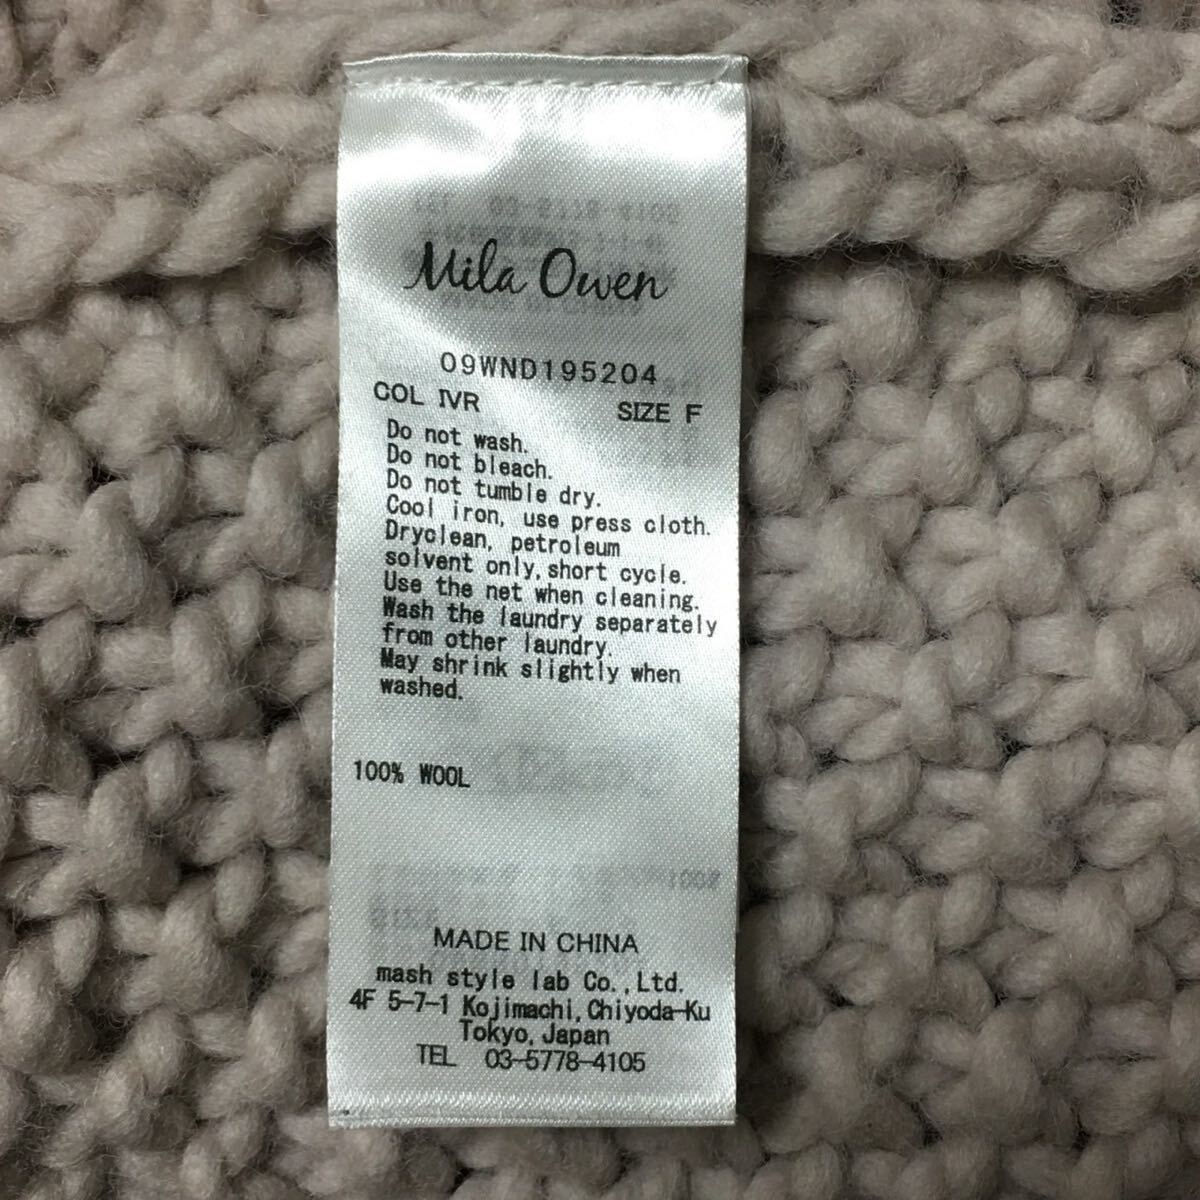 Mila Owen
09WND195204
COL IVR SIZE F
Do not wash.
Do not bleach.
Do not tumble dry.
Cool iron, use press cloth.
Dryclean, petroleum
solvent only,short cycle.
Use the net when cleaning.
Wash the laundry separately
from other laundry.
May shrink slightly when
washed.
100% WOOL
MADE IN CHINA
mash style lab Co.,Ltd.
4F 5-7-1 Kojimachi,Chiyoda-Ku
Tokyo,Japan
TEL 03-5778-4105